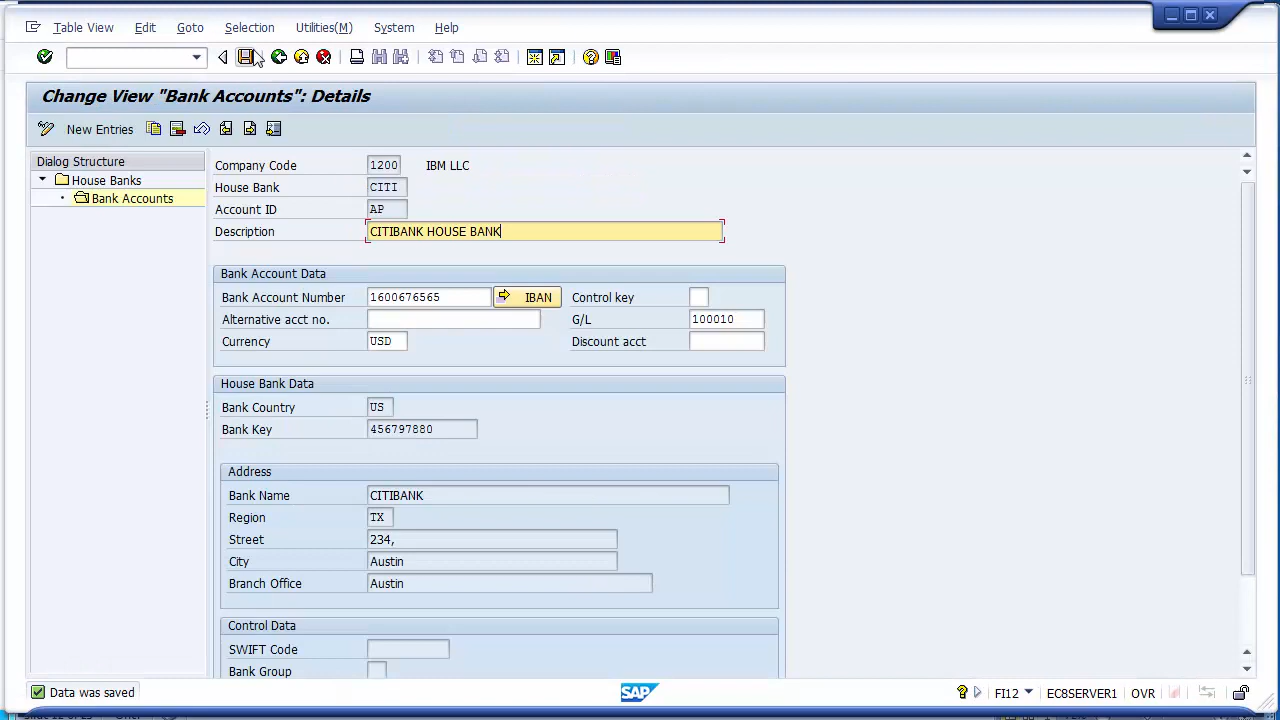 Table View Edit Goto Selection Utilities(M) System Help
Change View "Bank Accounts": Details
New Entries
Dialog Structure
House Banks
Bank Accounts
Company Code 1200 IBM LLC
House Bank CITI
Account ID AP
Description CITIBANK HOUSE BANK
Bank Account Data
Bank Account Number 1600676565 IBAN Control key
Alternative acct no. G/L 100010
Currency USD Discount acct
House Bank Data
Bank Country US
Bank Key 456797880
Address
Bank Name CITIBANK
Region TX
Street 234,
City Austin
Branch Office Austin
Control Data
SWIFT Code
Bank Group
Data was saved SAP FI12 EC8SERVER1 OVR